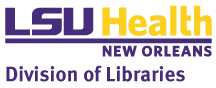 LSU Health
NEW ORLEANS
Division of Libraries